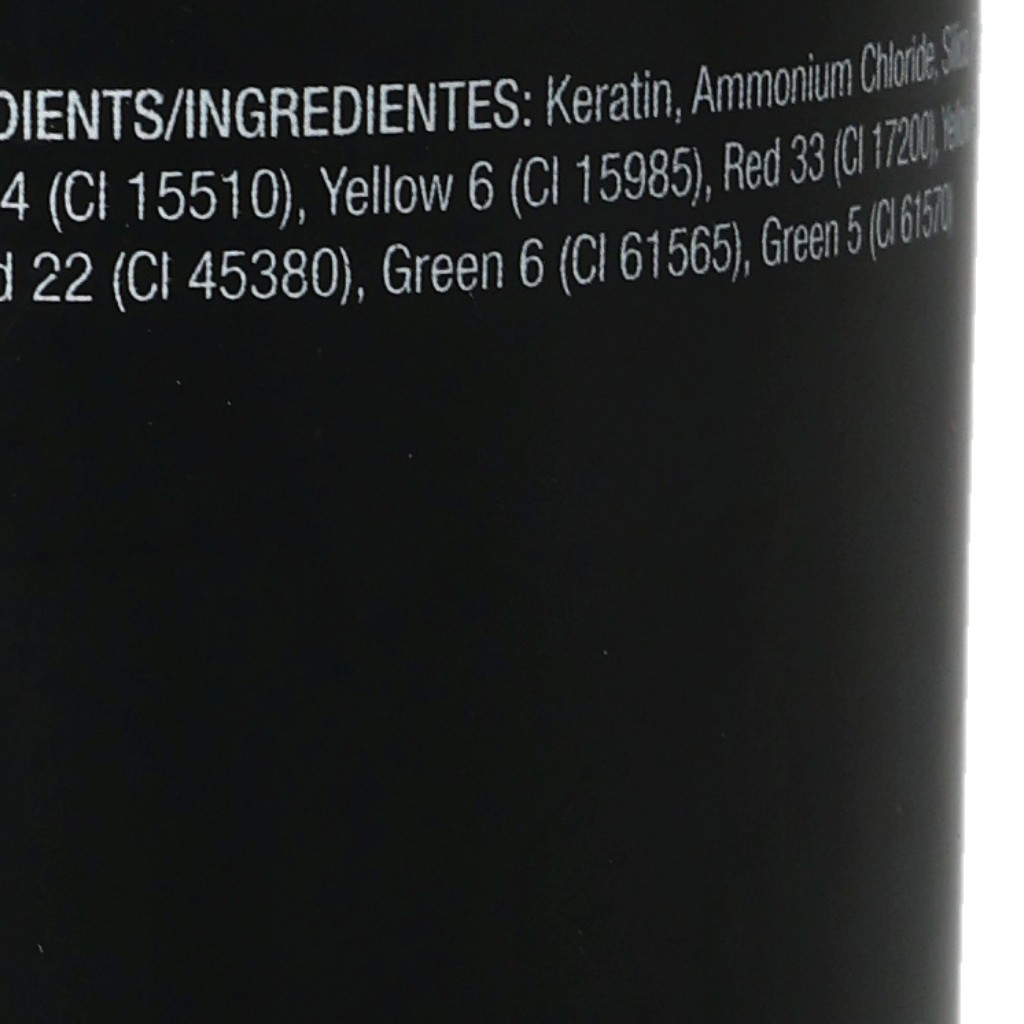 DIENTS/INGREDIENTES: Keratin, Ammonium Chloride,
4 (CI 15510), Yellow 6 (CI 15985), Red 33 (CI 17200),
22 (CI 45380), Green 6 (CI 61565), Green 5 (CI 61570)